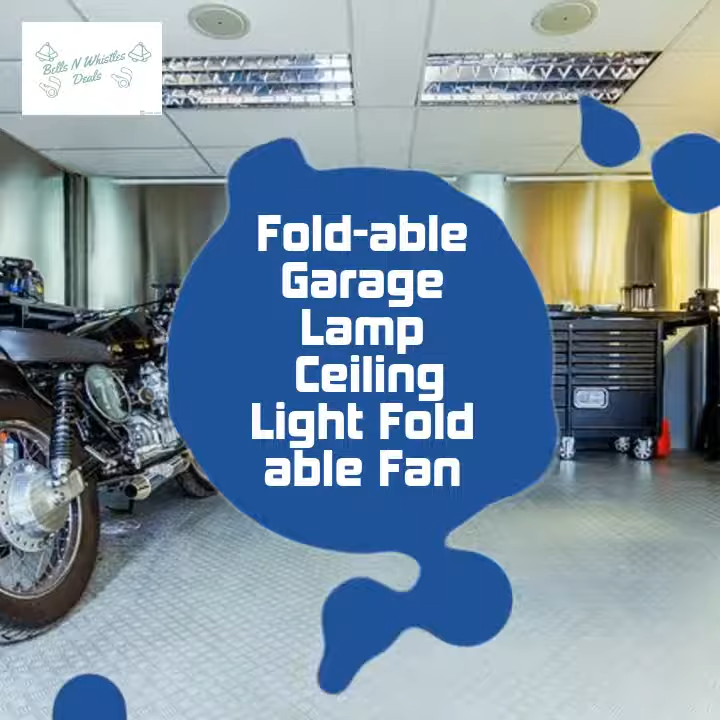 Bells N Whistles
Deals
Fold-able
Garage
Lamp
Ceiling
Light Fold
able Fan